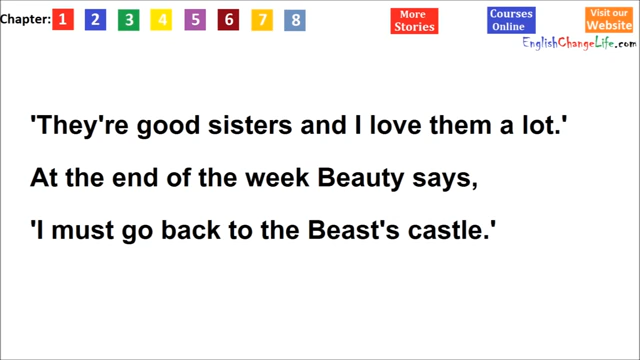 Chapter: 1 2 3 4 5 6 7 8
More Stories
Courses Online
Visit our Website
EnglishChangeLife.com
'They're good sisters and I love them a lot.'
At the end of the week Beauty says,
'I must go back to the Beast's castle.'